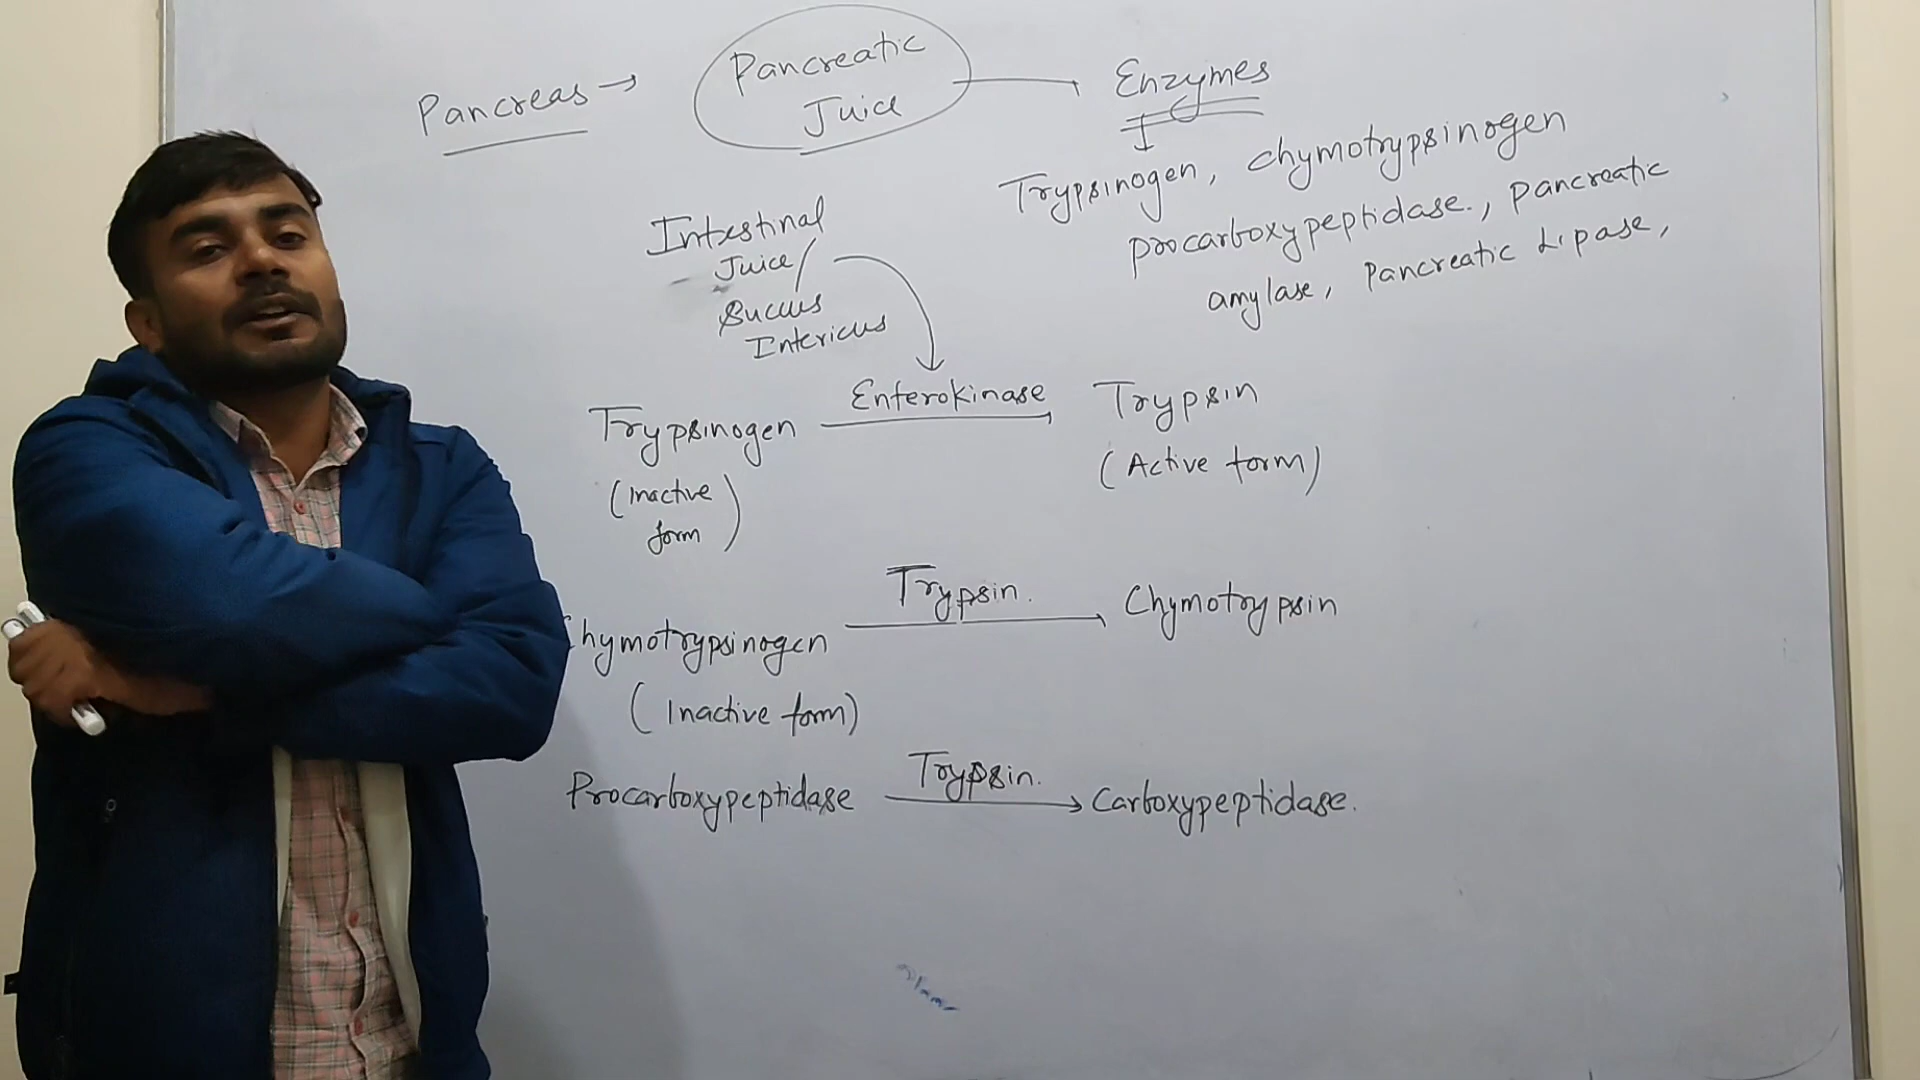 Pancreas →
Pancreatic
Juice
Enzymes
Trypsinogen, chymotrypsinogen
procarboxypeptidase, pancreatic
amylase, pancreatic Lipase,
Intestinal
Juice/
Succus
Intericus
Trypsinogen Enterokinase → Trypsin
(Inactive
form)
(Active form)
hymotrypsinogen Trypsin. → Chymotrypsin
(Inactive form)
Procarboxypeptidase Trypsin. → Carboxypeptidase.